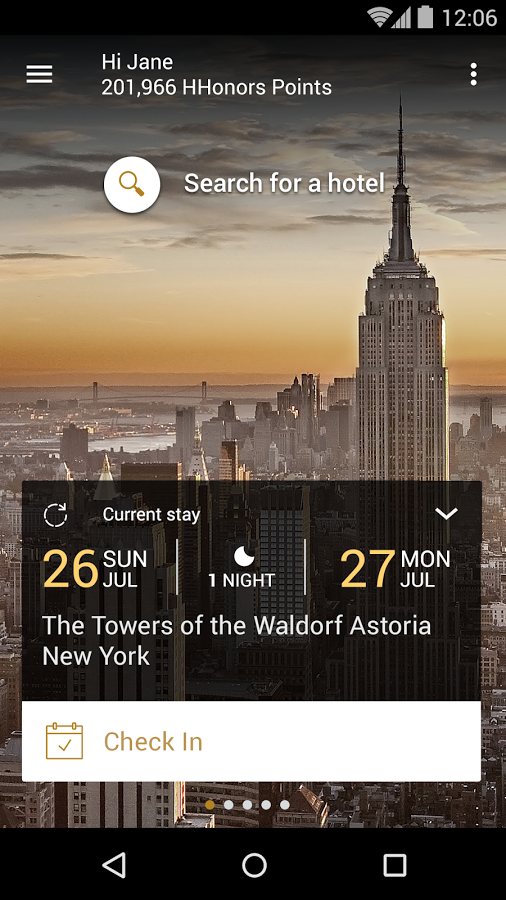 12:06
Hi Jane
201,966 HHonors Points
Search for a hotel
Current stay
26 SUN JUL
1 NIGHT
27 MON JUL
The Towers of the Waldorf Astoria
New York
Check In